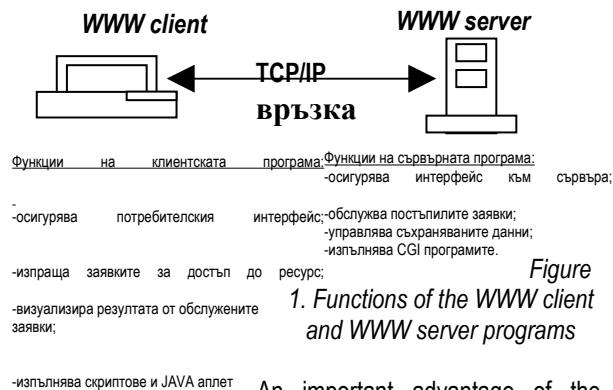 WWW client
WWW server
TCP/IP
връзка
Функции на клиентската програма:
-
-осигурява потребителския интерфейс;
-изпраща заявките за достъп до ресурс;
-визуализира резултата от обслужените
заявки;
-изпълнява скриптове и JAVA аплет
Функции на сървърната програма:
-осигурява интерфейс към сървъра;
-обслужва постъпилите заявки;
-управлява съхраняваните данни;
-изпълнява CGI програмите.
Figure
1. Functions of the WWW client
and WWW server programs
An important advantage of the